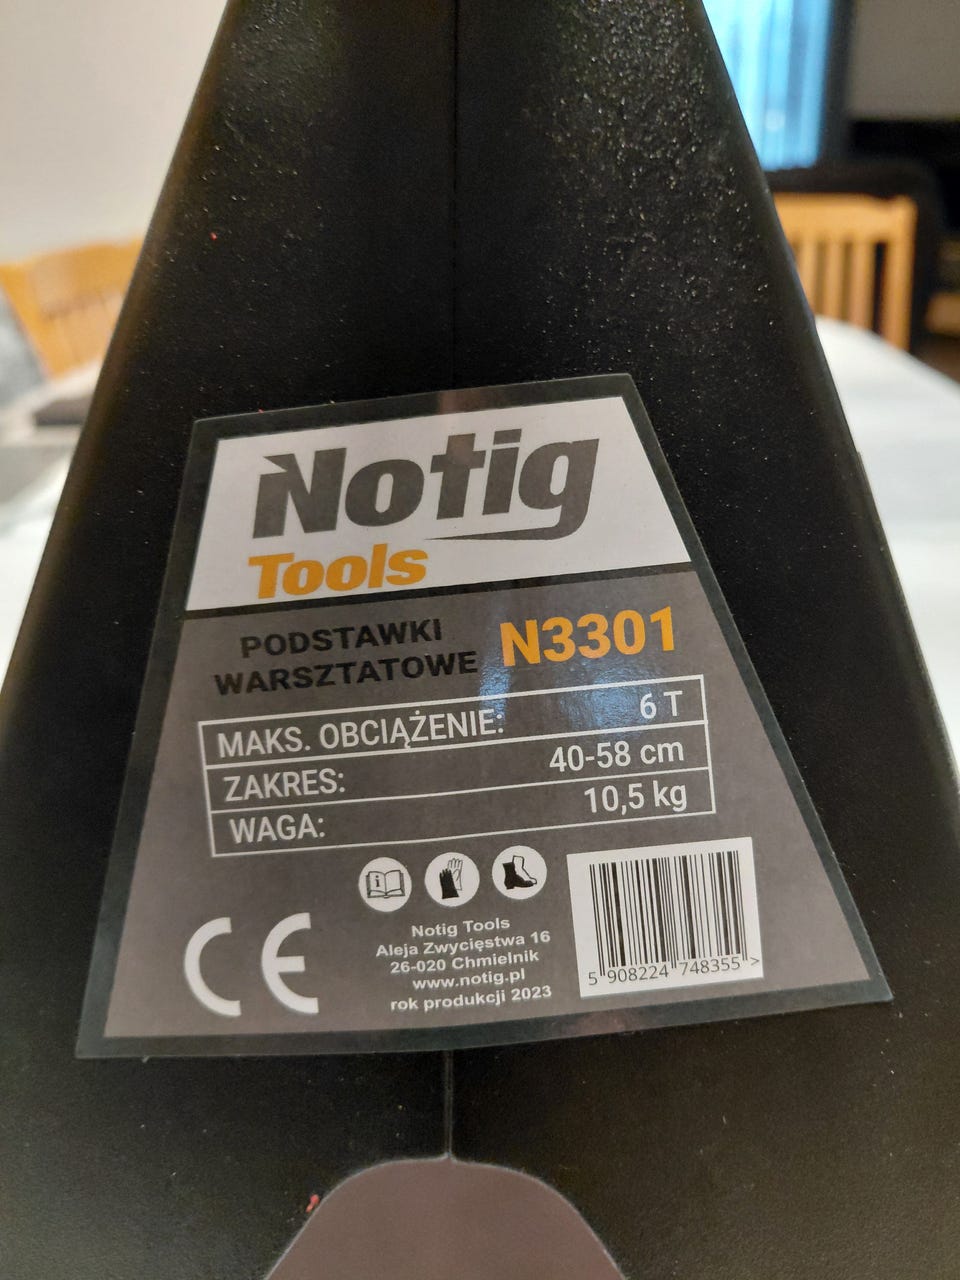 Notig
Tools
PODSTAWKI
WARSZTATOWE
N3301
MAKS. OBCIĄŻENIE: 6 T
ZAKRES: 40-58 cm
WAGA: 10,5 kg
i
CE
Notig Tools
Aleja Zwycięstwa 16
26-020 Chmielnik
www.notig.pl
rok produkcji 2023
5 908224 748355 >